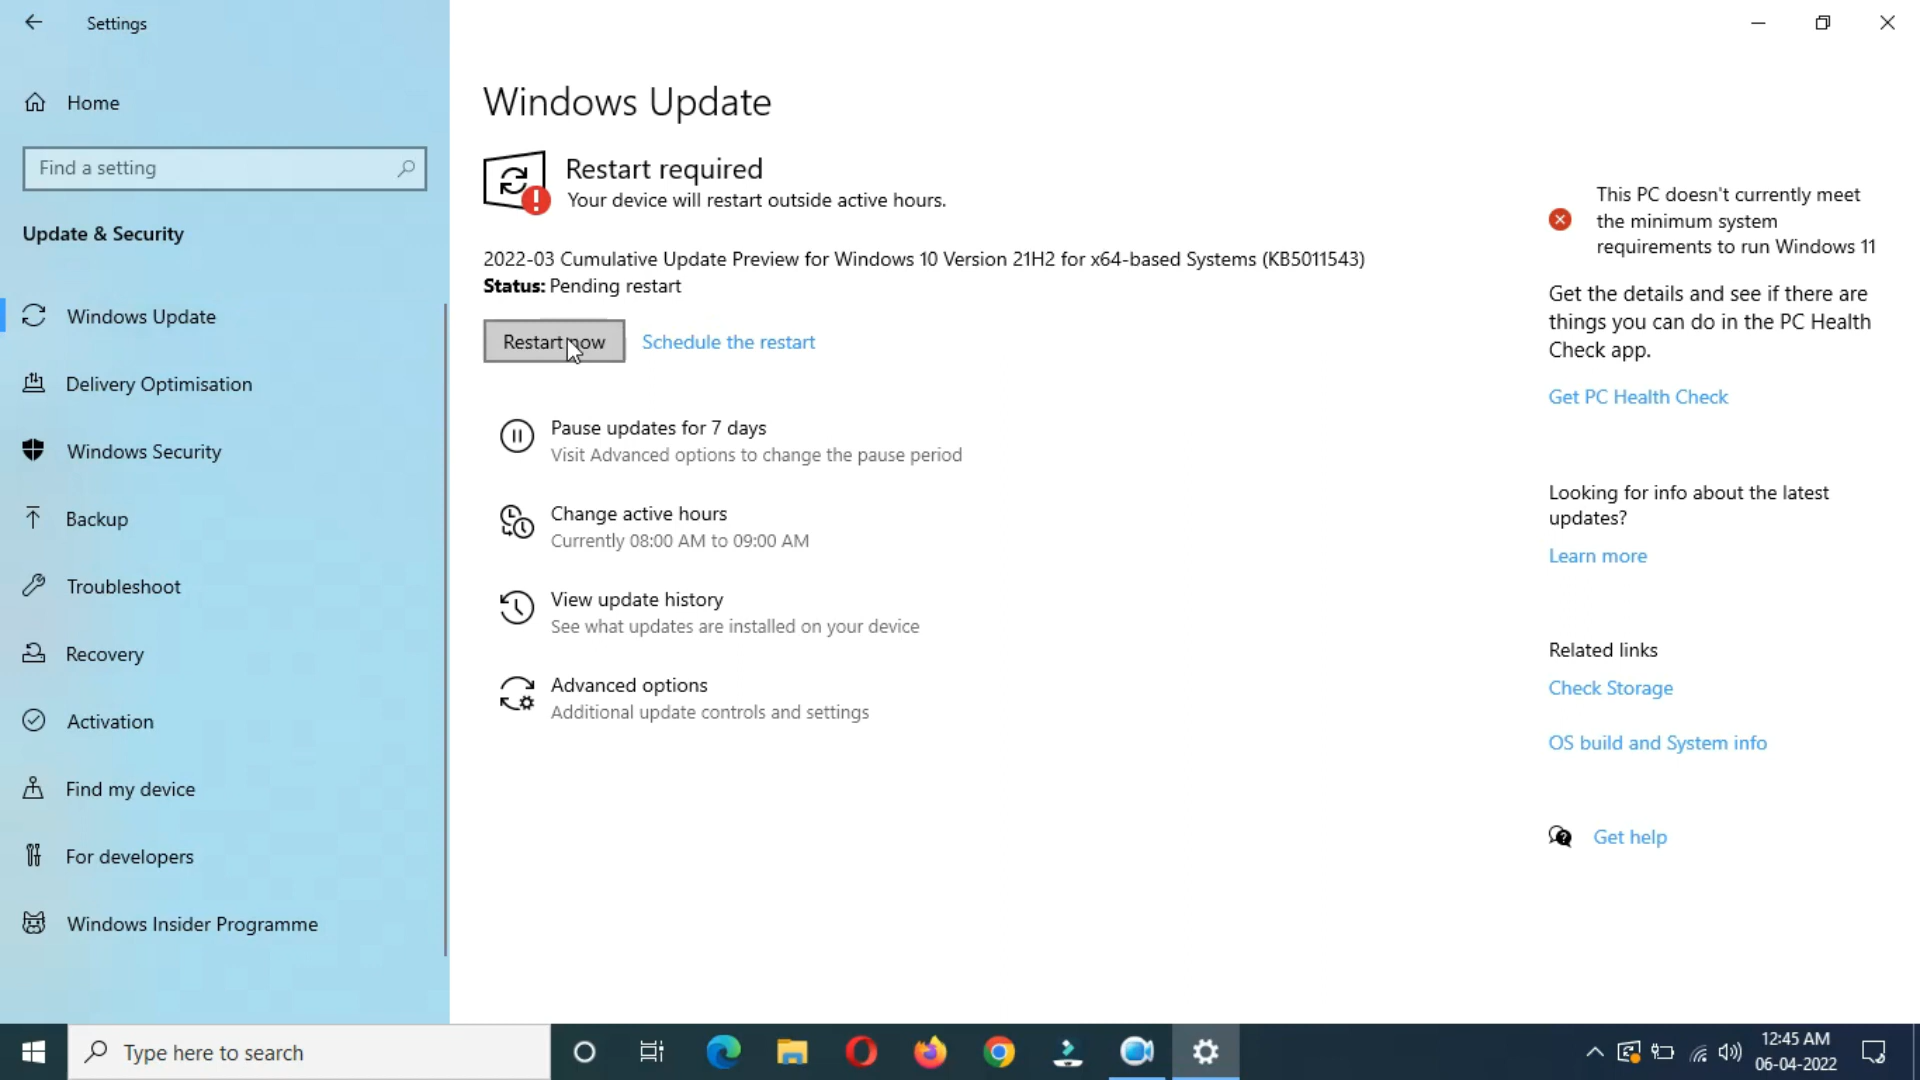 Settings
Home
Find a setting
Update & Security
Windows Update
Delivery Optimisation
Windows Security
Backup
Troubleshoot
Recovery
Activation
Find my device
For developers
Windows Insider Programme
Windows Update
Restart required
Your device will restart outside active hours.
2022-03 Cumulative Update Preview for Windows 10 Version 21H2 for x64-based Systems (KB5011543)
Status: Pending restart
Restart now
Schedule the restart
Pause updates for 7 days
Visit Advanced options to change the pause period
Change active hours
Currently 08:00 AM to 09:00 AM
View update history
See what updates are installed on your device
Advanced options
Additional update controls and settings
This PC doesn't currently meet
the minimum system
requirements to run Windows 11
Get the details and see if there are
things you can do in the PC Health
Check app.
Get PC Health Check
Looking for info about the latest
updates?
Learn more
Related links
Check Storage
OS build and System info
Get help
Type here to search
12:45 AM
06-04-2022